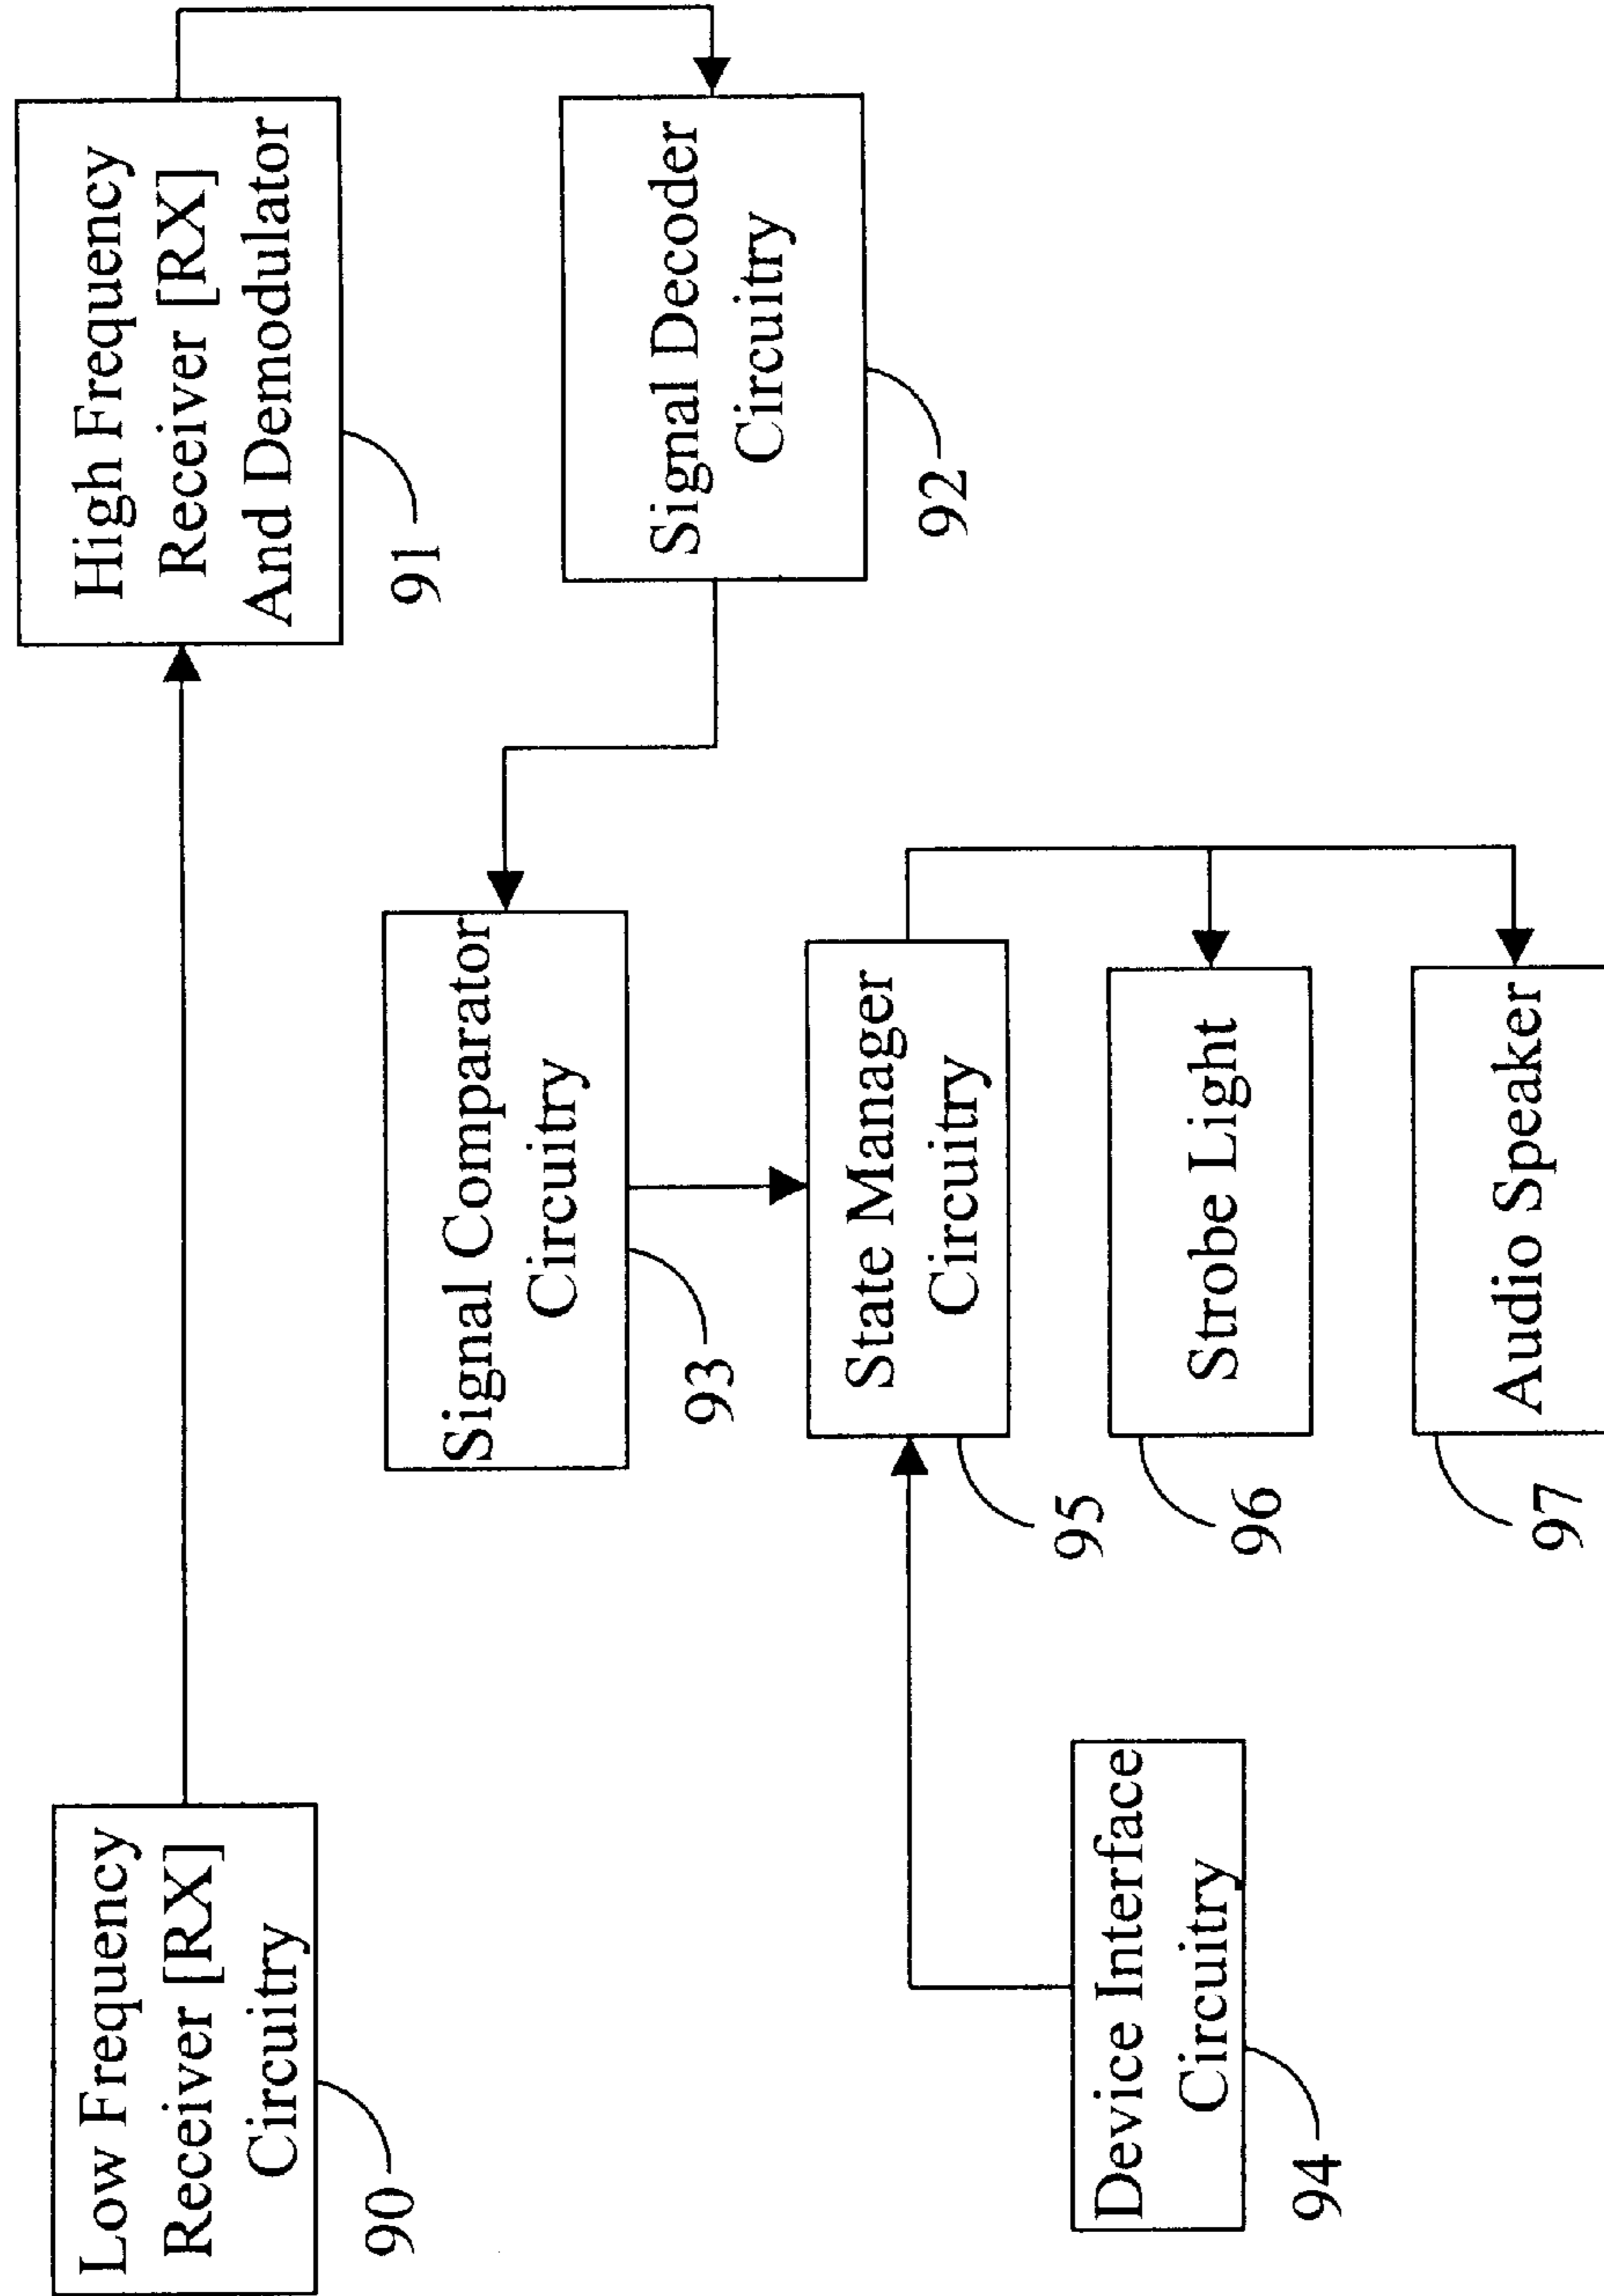 Low Frequency
Receiver [RX]
Circuitry
90
High Frequency
Receiver [RX]
And Demodulator
91
Signal Decoder
Circuitry
92
Signal Comparator
Circuitry
93
Device Interface
Circuitry
94
State Manager
Circuitry
95
Strobe Light
96
Audio Speaker
97